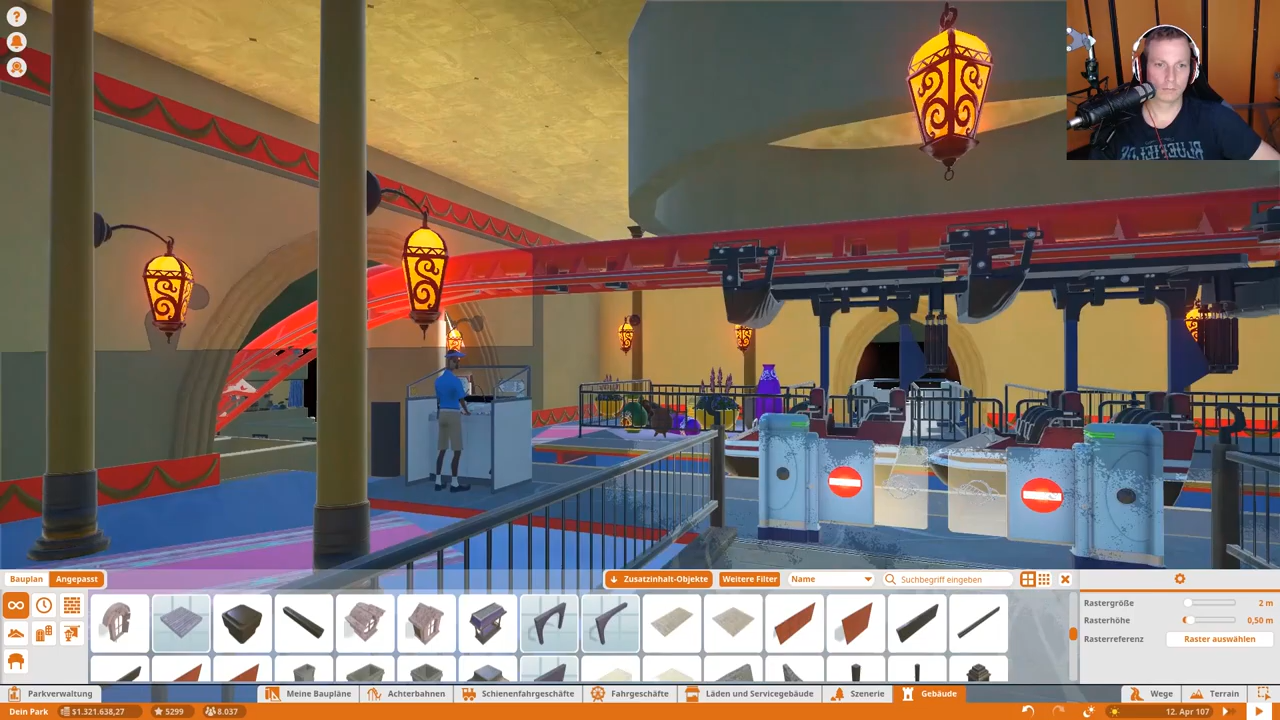 ?
Bauplan
Angepasst
Zusatzinhalt-Objekte
Weitere Filter
Name
Suchbegriff eingeben
Rastergröße
2 m
Rasterhöhe
0,50 m
Rasterreferenz
Raster auswählen
Parkverwaltung
Meine Baupläne
Achterbahnen
Schienenfahrgeschäfte
Fahrgeschäfte
Läden und Servicegebäude
Szenerie
Gebäude
Wege
Terrain
Dein Park
$1.321.638,27
5299
8.037
12. Apr 107